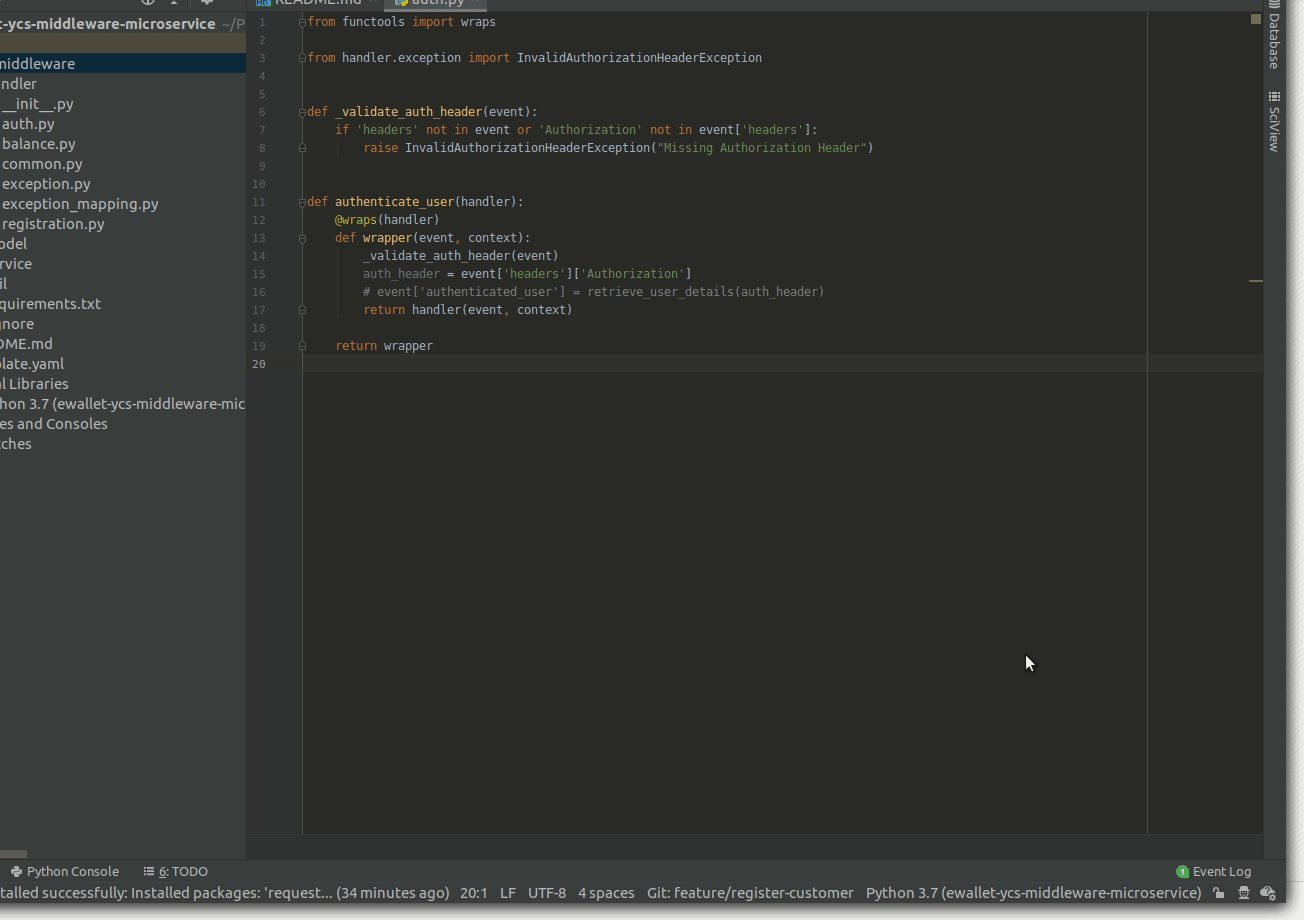 README.md
auth.py
t-ycs-middleware-microservice ~/P
middleware
ndler
__init__.py
auth.py
balance.py
common.py
exception.py
exception_mapping.py
registration.py
odel
rvice
il
quirements.txt
gnore
DME.md
plate.yaml
l Libraries
thon 3.7 (ewallet-ycs-middleware-mic
es and Consoles
tches
1 from functools import wraps
2
3 from handler.exception import InvalidAuthorizationHeaderException
4
5
6 def _validate_auth_header(event):
7 if 'headers' not in event or 'Authorization' not in event['headers']:
8 raise InvalidAuthorizationHeaderException("Missing Authorization Header")
9
10
11 def authenticate_user(handler):
12 @wraps(handler)
13 def wrapper(event, context):
14 _validate_auth_header(event)
15 auth_header = event['headers']['Authorization']
16 # event['authenticated_user'] = retrieve_user_details(auth_header)
17 return handler(event, context)
18
19 return wrapper
20
Database
SciView
Python Console
6: TODO
1 Event Log
talled successfully: Installed packages: 'request... (34 minutes ago) 20:1 LF UTF-8 4 spaces Git: feature/register-customer Python 3.7 (ewallet-ycs-middleware-microservice)